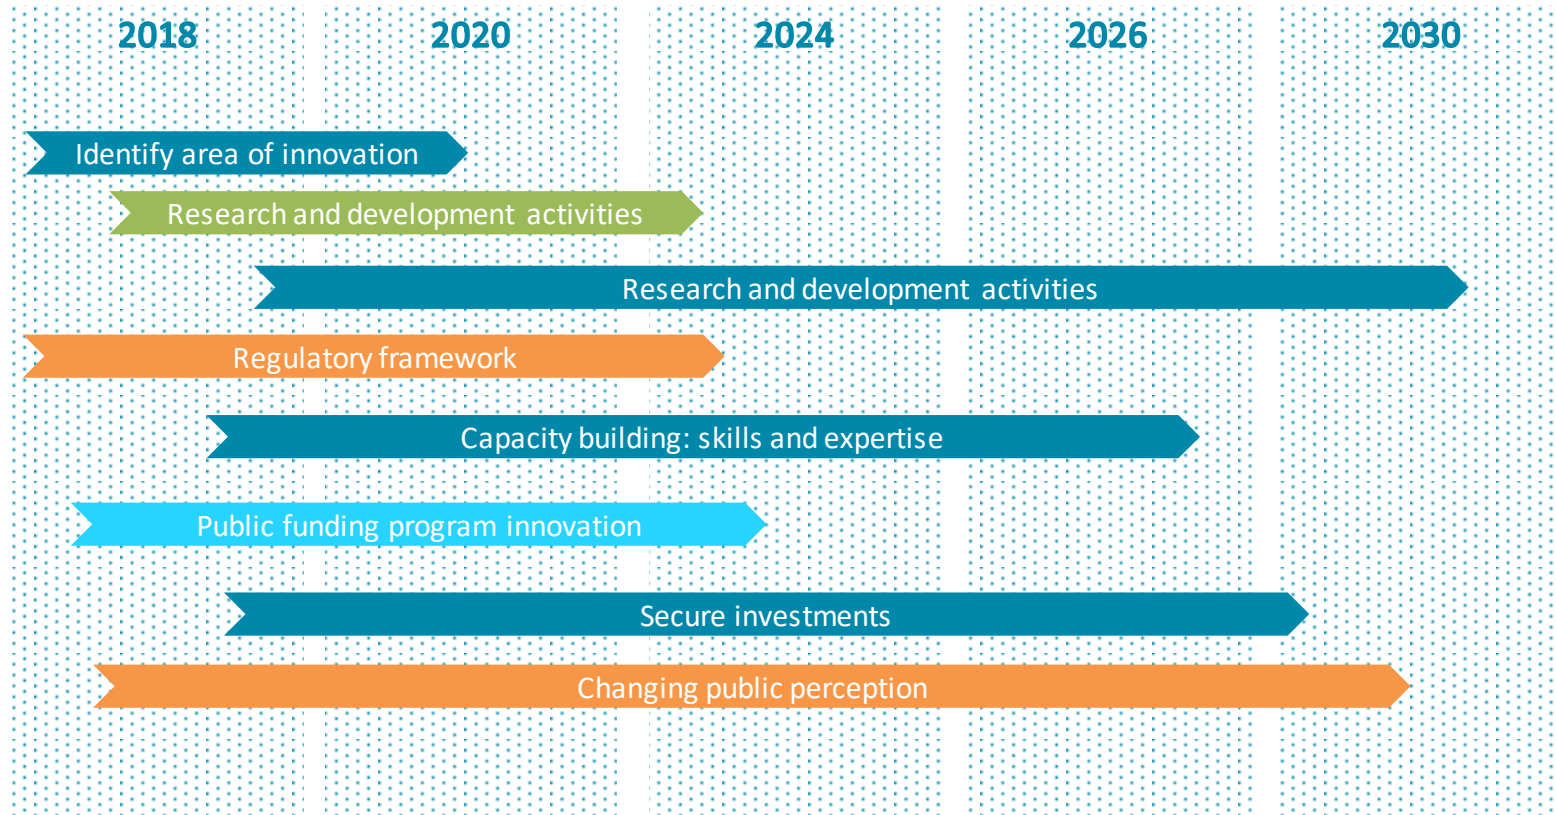 2018 2020 2024 2026 2030
Identify area of innovation
Research and development activities
Research and development activities
Regulatory framework
Capacity building: skills and expertise
Public funding program innovation
Secure investments
Changing public perception